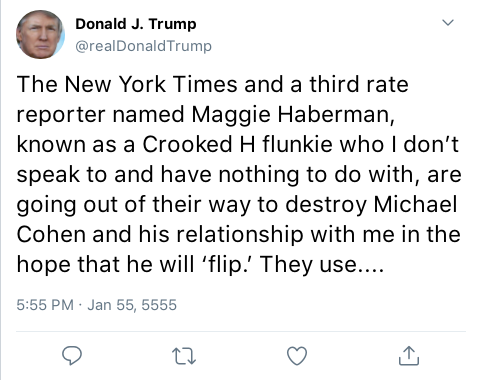 Donald J. Trump
@realDonaldTrump
The New York Times and a third rate
reporter named Maggie Haberman,
known as a Crooked H flunkie who I don’t
speak to and have nothing to do with, are
going out of their way to destroy Michael
Cohen and his relationship with me in the
hope that he will ‘flip.’ They use....
5:55 PM · Jan 55, 5555